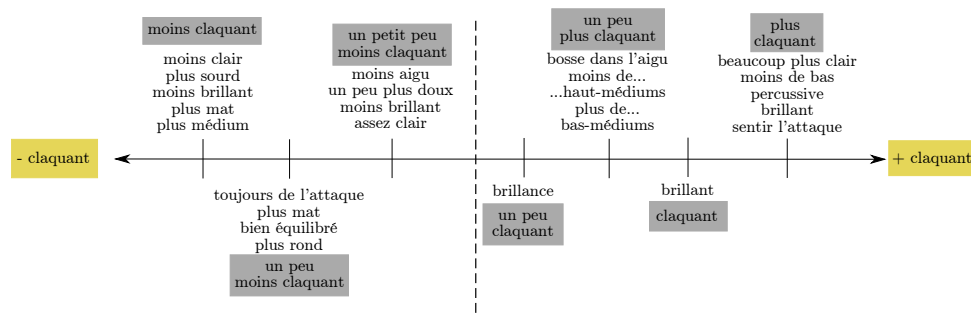 moins claquant
moins clair
plus sourd
moins brillant
plus mat
plus médium
un petit peu
moins claquant
moins aigu
un peu plus doux
moins brillant
assez clair
un peu
plus claquant
bosse dans l'aigu
moins de...
...haut-médiums
plus de...
bas-médiums
plus
claquant
beaucoup plus clair
moins de bas
percussive
brillant
sentir l'attaque
- claquant
+ claquant
toujours de l'attaque
plus mat
bien équilibré
plus rond
un peu
moins claquant
brillance
un peu
claquant
brillant
claquant